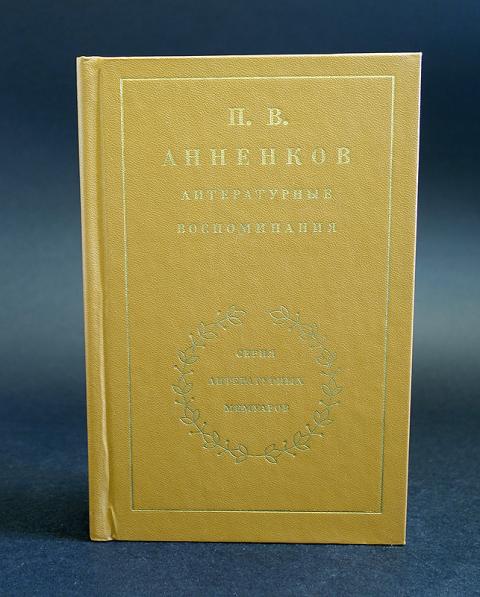 П. В.
АННЕНКОВ
ЛИТЕРАТУРНЫЕ
ВОСПОМИНАНИЯ
СЕРИЯ
ЛИТЕРАТУРНЫХ
МЕМУАРОВ